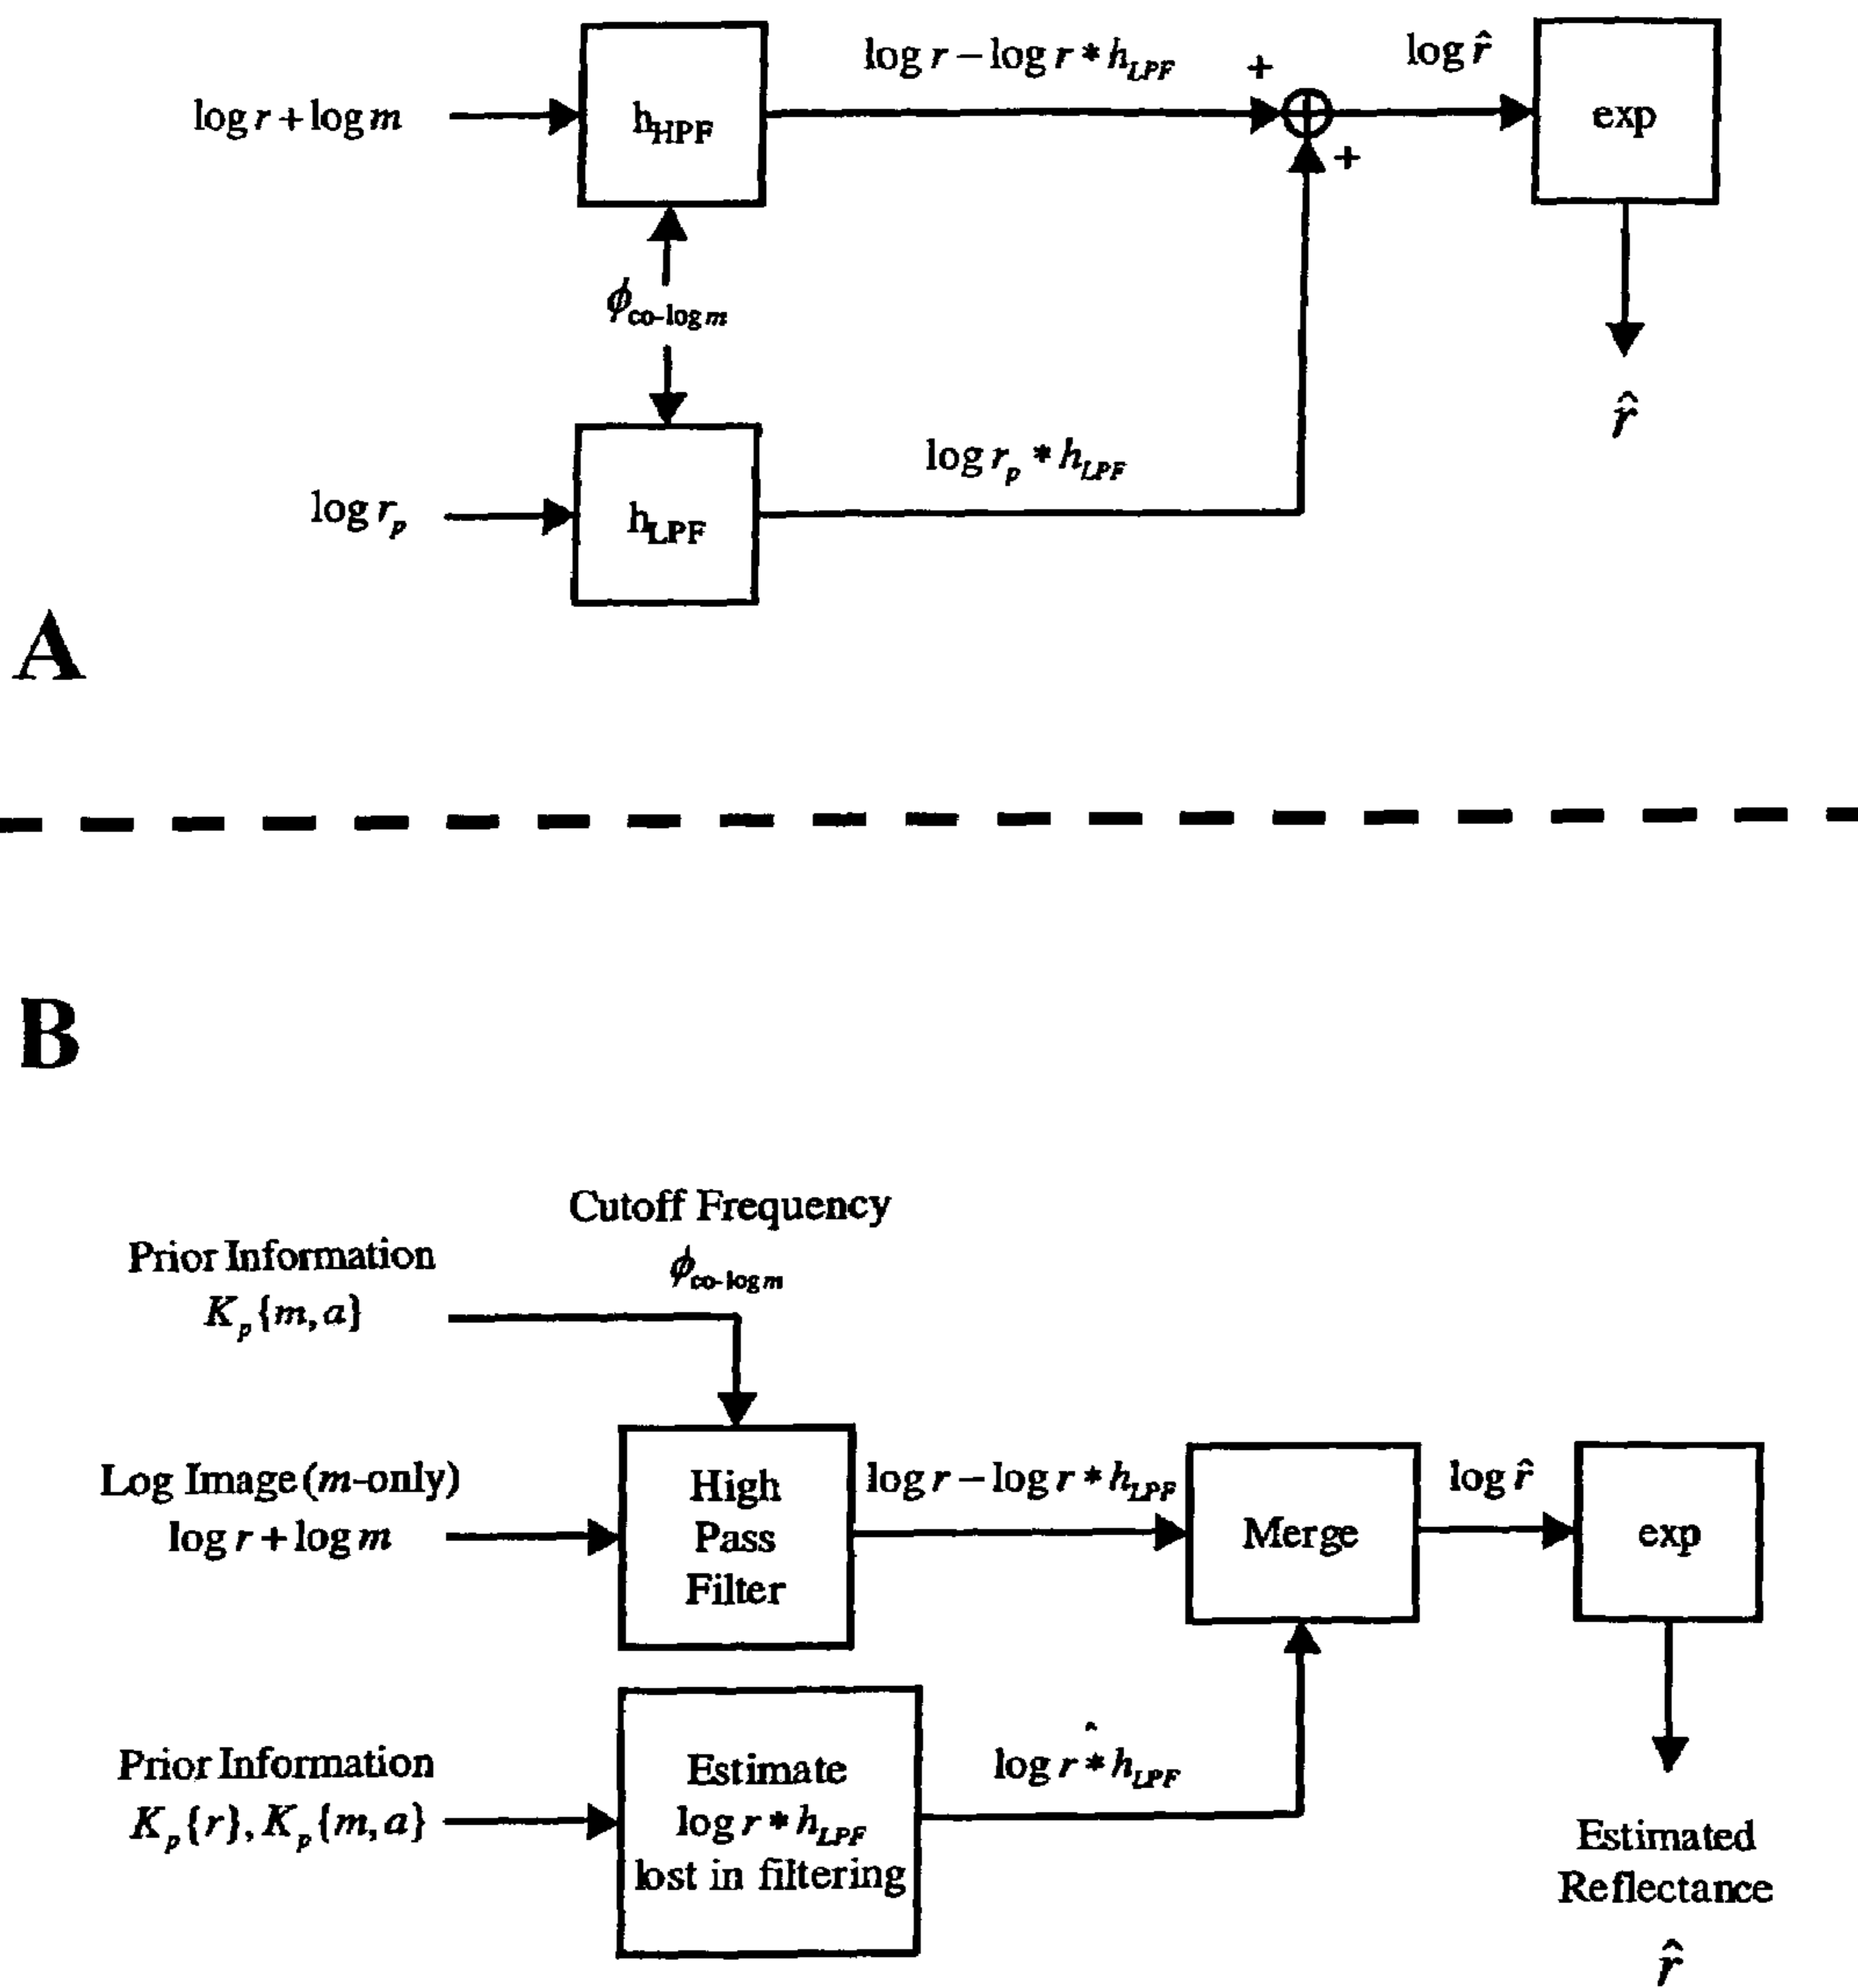 log r + log m
h_HPF
log r − log r * h_LPF
+
+
log r̂
exp
ϕ_co-log m
r̂
log r_p
h_LPF
log r_p * h_LPF
A
B
Cutoff Frequency
ϕ_co-log m
Prior Information
K_p{m, a}
Log Image (m-only)
log r + log m
High
Pass
Filter
log r − log r * h_LPF
Merge
log r̂
exp
Prior Information
K_p{r}, K_p{m, a}
Estimate
log r * h_LPF
lost in filtering
^
log r * h_LPF
Estimated
Reflectance
r̂